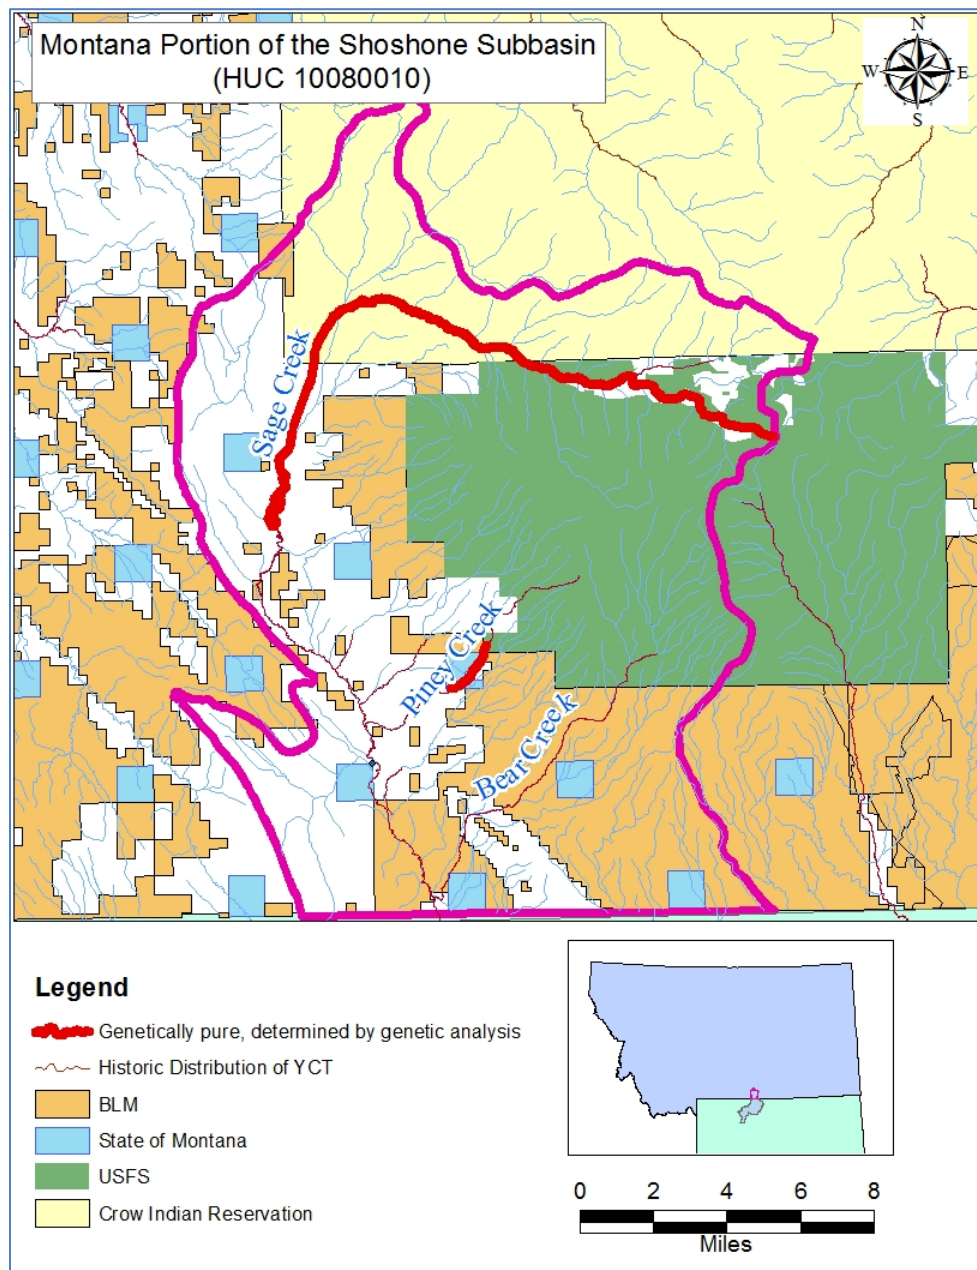 Montana Portion of the Shoshone Subbasin
(HUC 10080010)
N
W E
S
Sage Creek
Piney Creek
Bear Creek
Legend
Genetically pure, determined by genetic analysis
Historic Distribution of YCT
BLM
State of Montana
USFS
Crow Indian Reservation
0 2 4 6 8
Miles